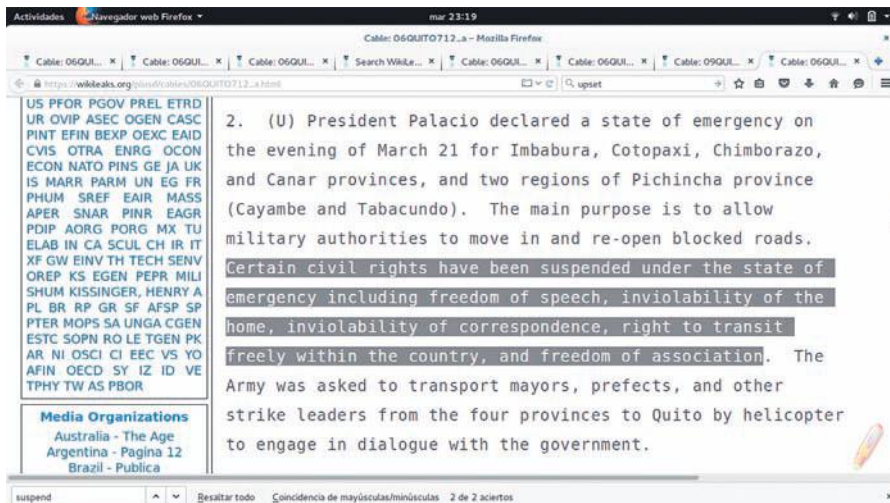 Actividades Navegador web Firefox mar 23:19
Cable: 06QUITO712_a - Mozilla Firefox
Cable: 06QUI... Cable: 06QUI... Cable: 06QUI... Search WikiLe... Cable: 06QUI... Cable: 06QUI... Cable: 09QUI... Cable: 06QUI...
https://wikileaks.org/plusd/cables/06QUITO712_a.html upset
US PFOR PGOV PREL ETRD
UR OVIP ASEC OGEN CASC
PINT EFIN BEXP OEXC EAID
CVIS OTRA ENRG OCON
ECON NATO PINS GE JA UK
IS MARR PARM UN EG FR
PHUM SREF EAIR MASS
APER SNAR PINR EAGR
PDIP AORG PORG MX TU
ELAB IN CA SCUL CH IR IT
XF GW EINV TH TECH SENV
OREP KS EGEN PEPR MILI
SHUM KISSINGER, HENRY A
PL BR RP GR SF AFSP SP
PTER MOPS SA UNGA CGEN
ESTC SOPN RO LE TGEN PK
AR NI OSCI CI EEC VS YO
AFIN OECD SY IZ ID VE
TPHY TW AS PBOR
Media Organizations
Australia - The Age
Argentina - Pagina 12
Brazil - Publica
2. (U) President Palacio declared a state of emergency on
the evening of March 21 for Imbabura, Cotopaxi, Chimborazo,
and Canar provinces, and two regions of Pichincha province
(Cayambe and Tabacundo). The main purpose is to allow
military authorities to move in and re-open blocked roads.
Certain civil rights have been suspended under the state of
emergency including freedom of speech, inviolability of the
home, inviolability of correspondence, right to transit
freely within the country, and freedom of association. The
Army was asked to transport mayors, prefects, and other
strike leaders from the four provinces to Quito by helicopter
to engage in dialogue with the government.
suspend Resaltar todo Coincidencia de mayúsculas/minúsculas 2 de 2 aciertos